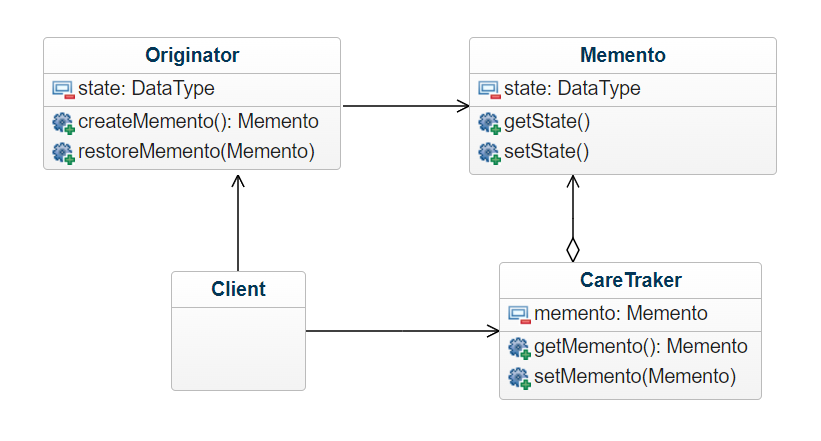 Originator
state: DataType
createMemento(): Memento
restoreMemento(Memento)
Memento
state: DataType
getState()
setState()
Client
CareTraker
memento: Memento
getMemento(): Memento
setMemento(Memento)